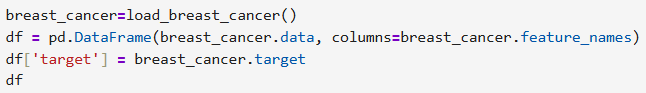 breast_cancer=load_breast_cancer()
df = pd.DataFrame(breast_cancer.data, columns=breast_cancer.feature_names)
df['target'] = breast_cancer.target
df